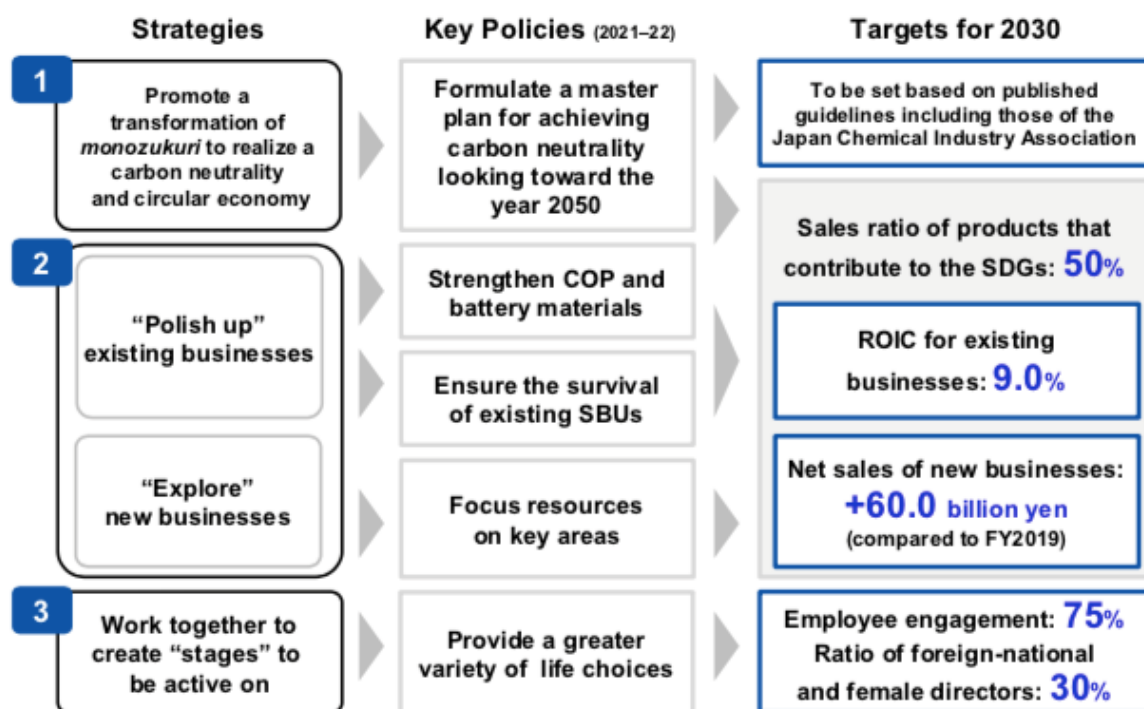 Strategies
Key Policies (2021–22)
Targets for 2030
1
Promote a
transformation of
monozukuri to realize a
carbon neutrality
and circular economy
Formulate a master
plan for achieving
carbon neutrality
looking toward the
year 2050
To be set based on published
guidelines including those of the
Japan Chemical Industry Association
Sales ratio of products that
contribute to the SDGs: 50%
2
“Polish up”
existing businesses
Strengthen COP and
battery materials
Ensure the survival
of existing SBUs
ROIC for existing
businesses: 9.0%
“Explore”
new businesses
Focus resources
on key areas
Net sales of new businesses:
+60.0 billion yen
(compared to FY2019)
3
Work together to
create “stages” to
be active on
Provide a greater
variety of life choices
Employee engagement: 75%
Ratio of foreign-national
and female directors: 30%